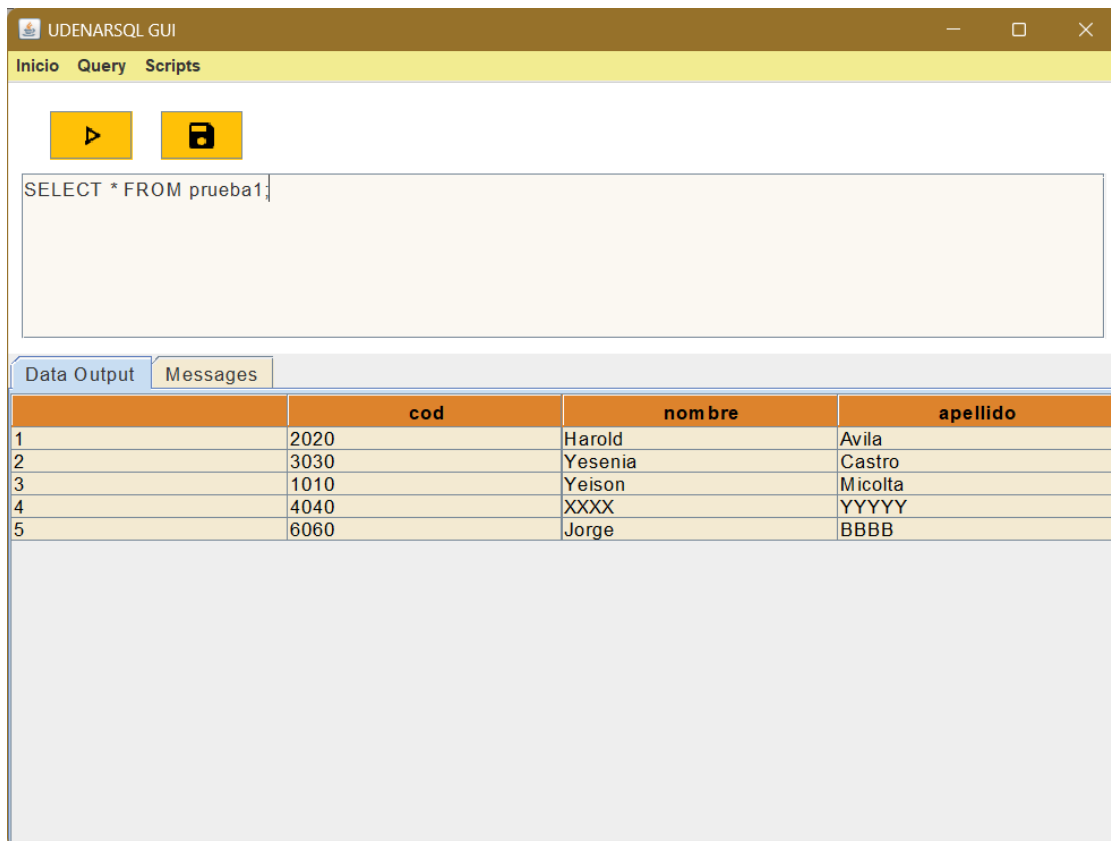 UDENARSQL GUI
Inicio Query Scripts
SELECT * FROM prueba1;
Data Output Messages
cod nombre apellido
1 2020 Harold Avila
2 3030 Yesenia Castro
3 1010 Yeison Micolta
4 4040 XXXX YYYYY
5 6060 Jorge BBBB